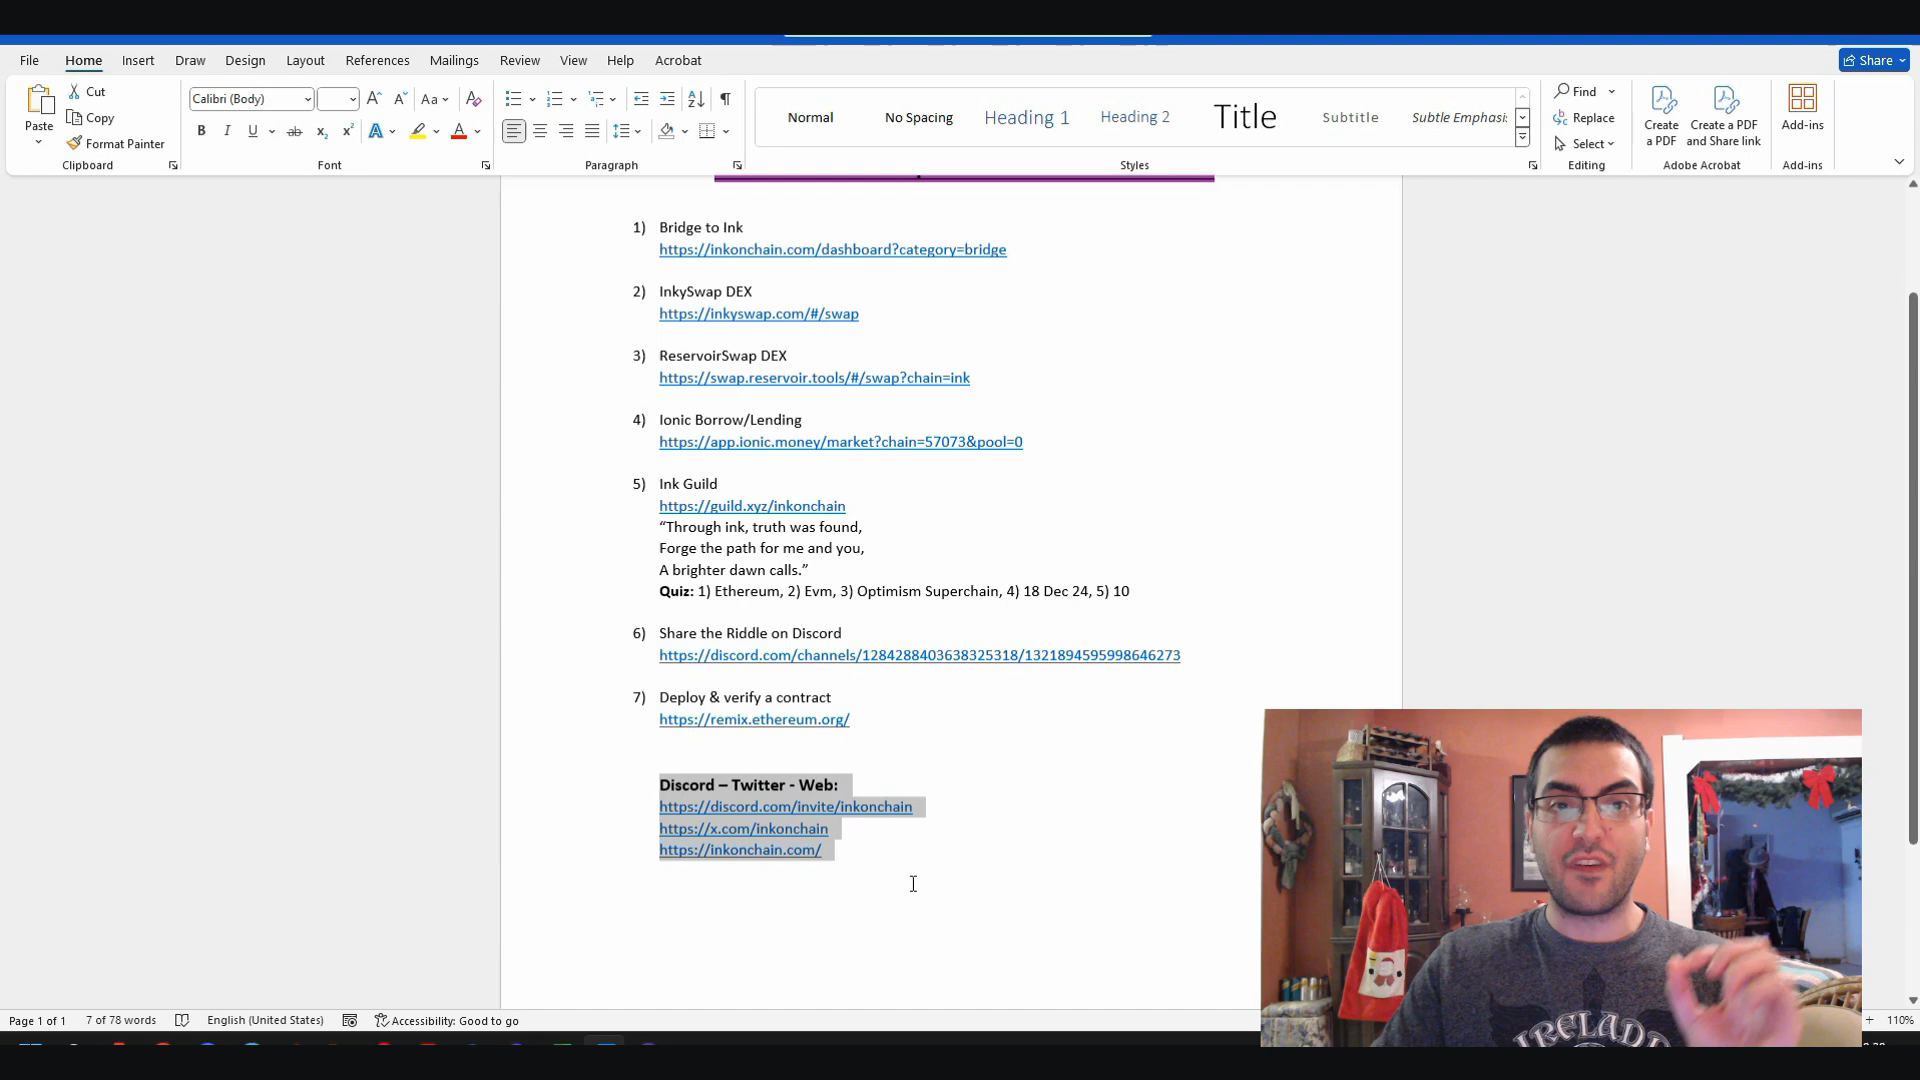 File Home Insert Draw Design Layout References Mailings Review View Help Acrobat Share
Paste
Cut
Copy
Format Painter
Clipboard
Calibri (Body)
Font
Paragraph
Normal No Spacing Heading 1 Heading 2 Title Subtitle Subtle Emphasis
Styles
Find
Replace
Select
Editing
Create a PDF
Create a PDF and Share link
Adobe Acrobat
Add-ins
Add-ins
1) Bridge to Ink
https://inkonchain.com/dashboard?category=bridge
2) InkySwap DEX
https://inkyswap.com/#/swap
3) ReservoirSwap DEX
https://swap.reservoir.tools/#/swap?chain=ink
4) Ionic Borrow/Lending
https://app.ionic.money/market?chain=57073&pool=0
5) Ink Guild
https://guild.xyz/inkonchain
“Through ink, truth was found,
Forge the path for me and you,
A brighter dawn calls.”
Quiz: 1) Ethereum, 2) Evm, 3) Optimism Superchain, 4) 18 Dec 24, 5) 10
6) Share the Riddle on Discord
https://discord.com/channels/1284288403638325318/1321894595998646273
7) Deploy & verify a contract
https://remix.ethereum.org/
Discord – Twitter - Web:
https://discord.com/invite/inkonchain
https://x.com/inkonchain
https://inkonchain.com/
IRELAND
Page 1 of 1 7 of 78 words English (United States) Accessibility: Good to go 110%